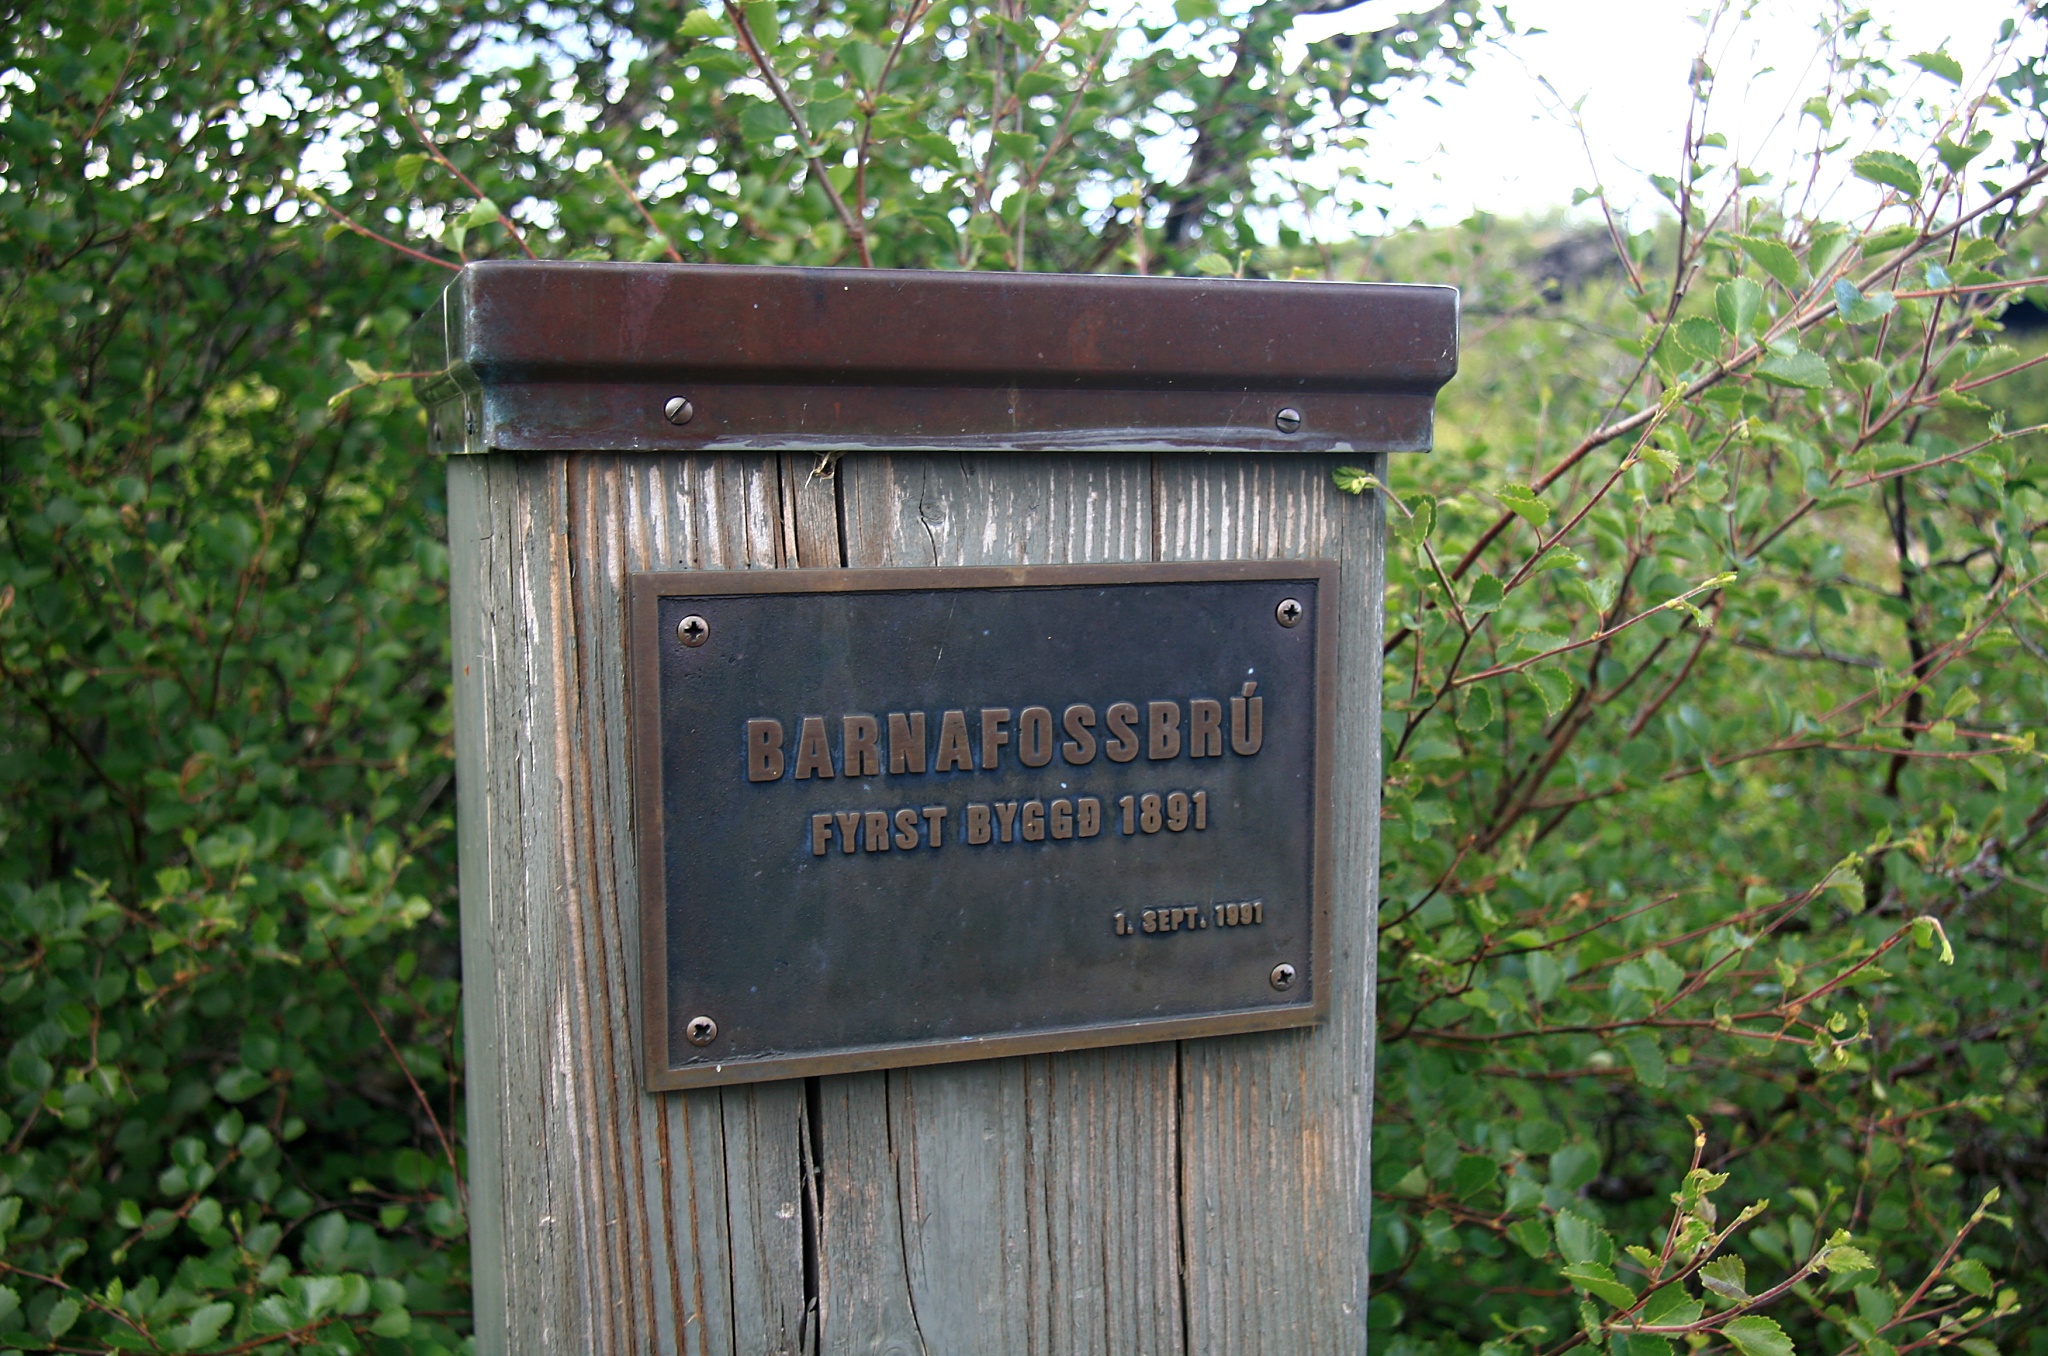 BARNAFOSSBRÚ
FYRST BYGGÐ 1891
1. SEPT. 1991